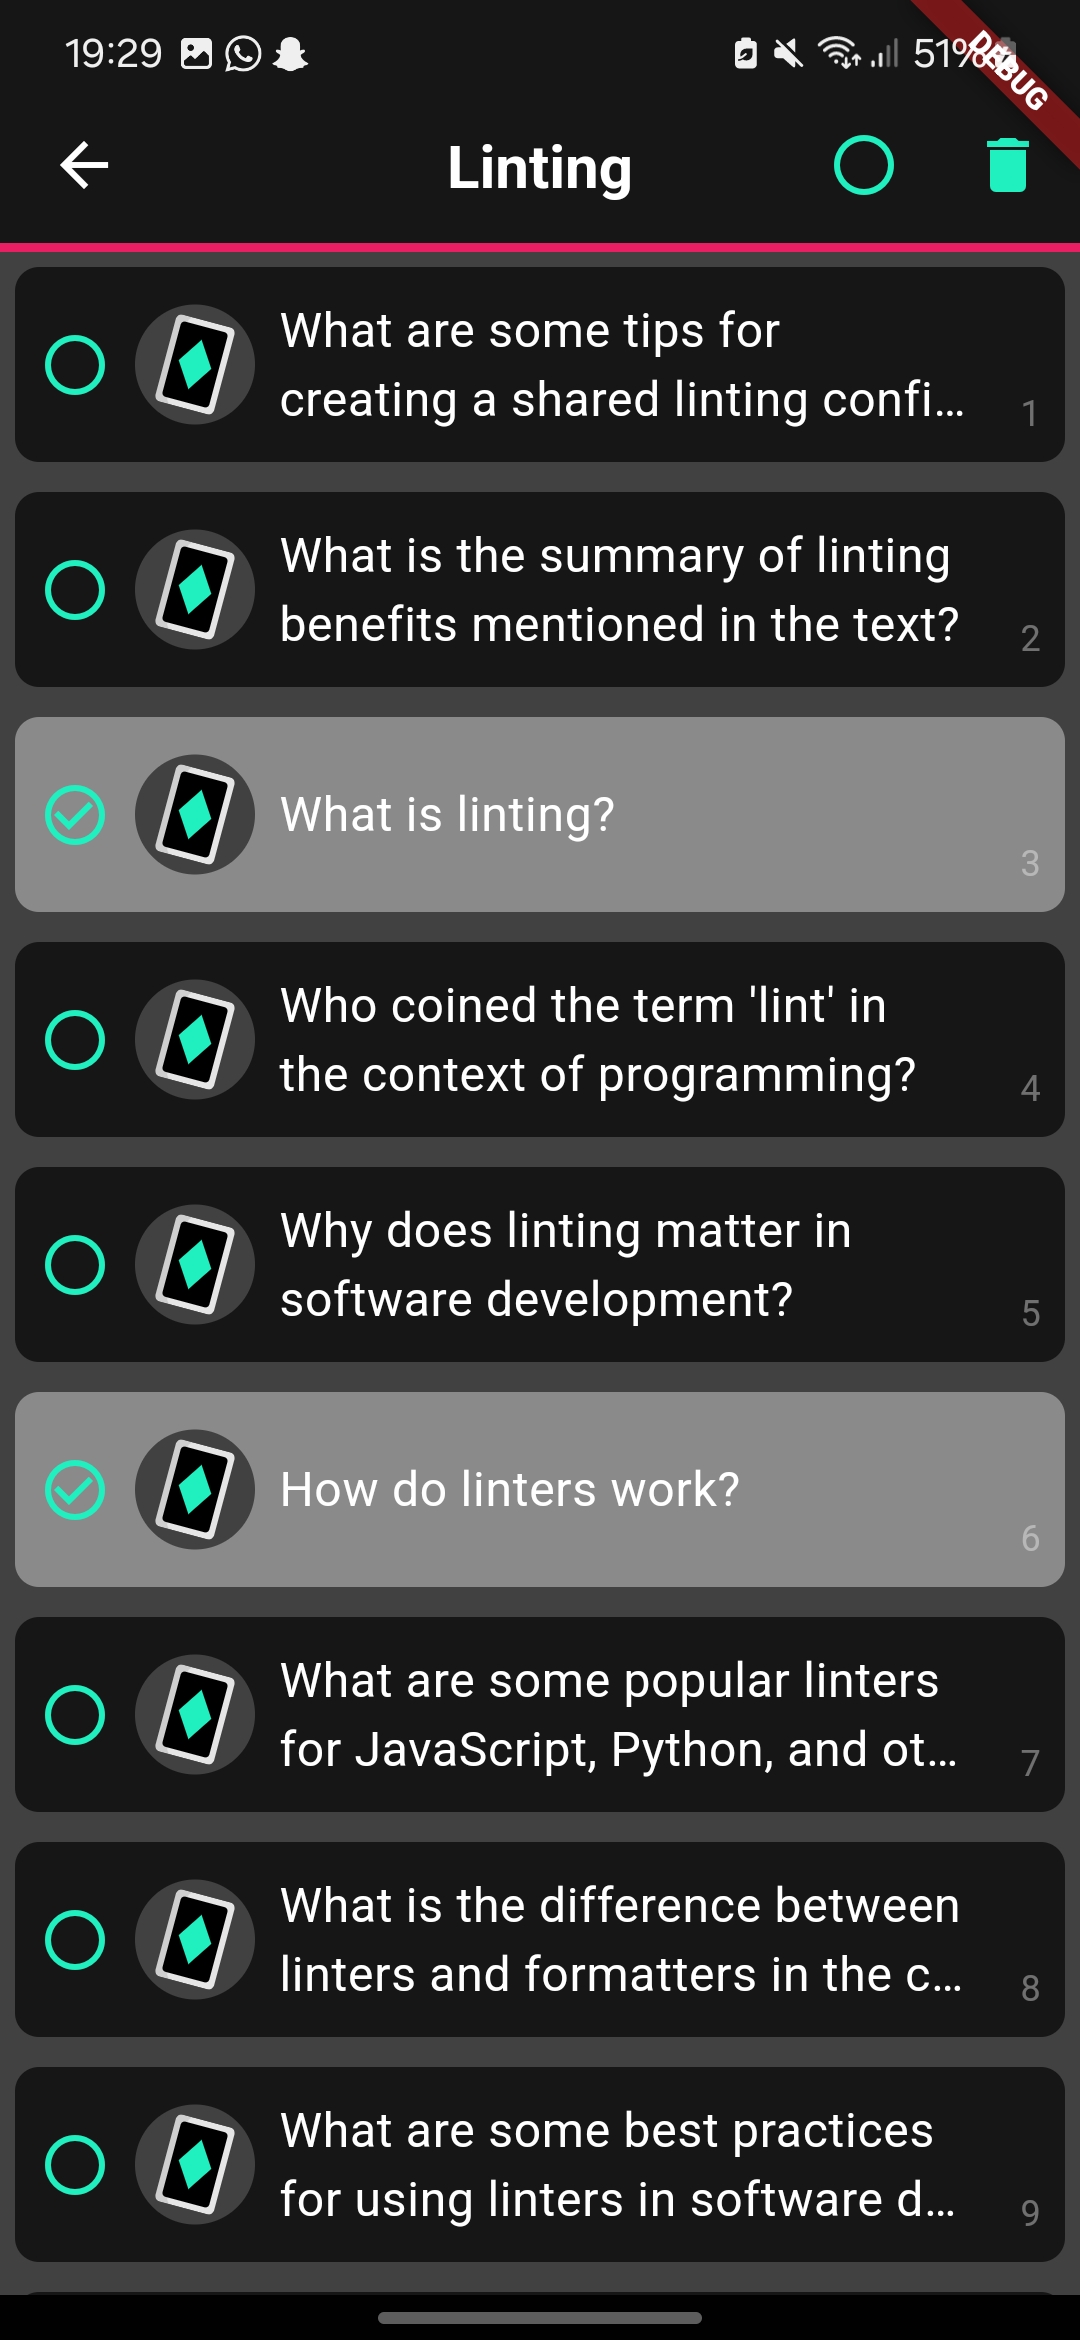 19:29
51%
DEBUG
Linting
What are some tips for
creating a shared linting confi...
1
What is the summary of linting
benefits mentioned in the text?
2
What is linting?
3
Who coined the term 'lint' in
the context of programming?
4
Why does linting matter in
software development?
5
How do linters work?
6
What are some popular linters
for JavaScript, Python, and ot...
7
What is the difference between
linters and formatters in the c...
8
What are some best practices
for using linters in software d...
9